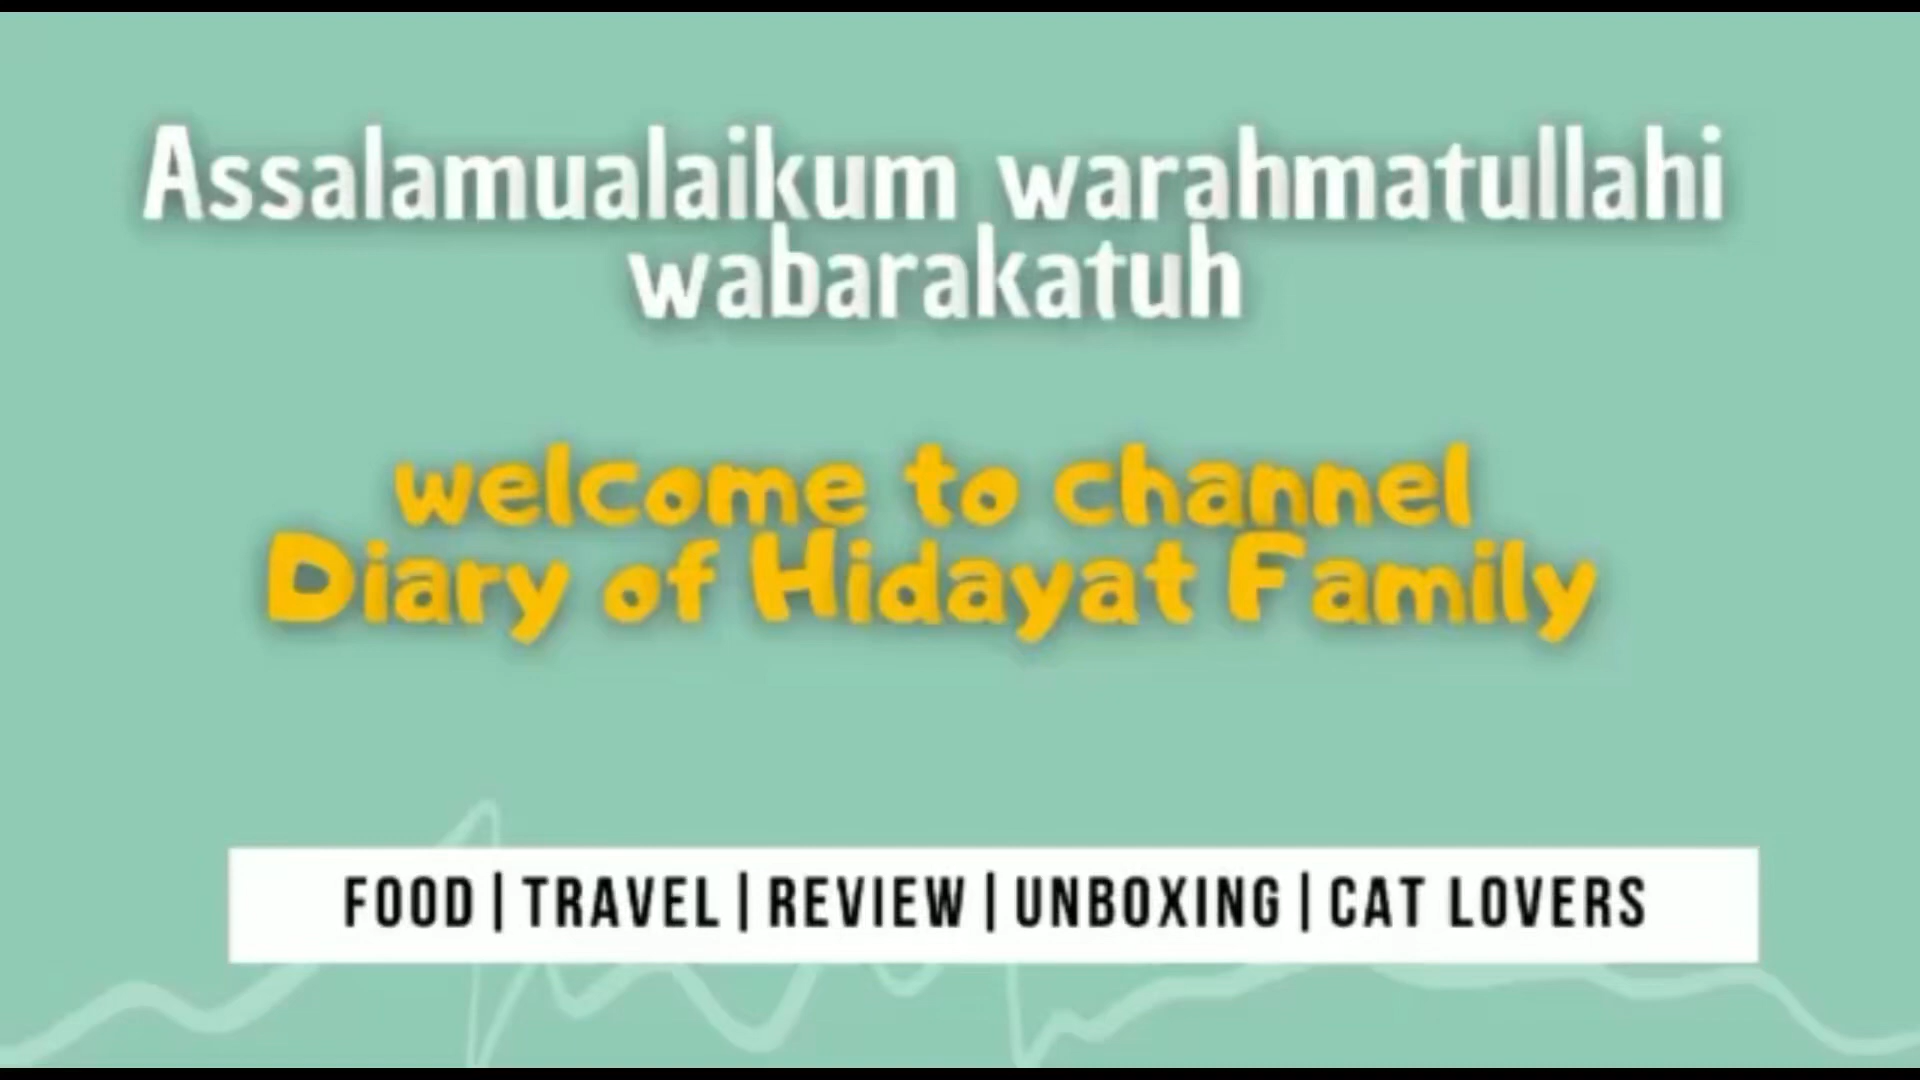 Assalamualaikum warahmatullahi
wabarakatuh
welcome to channel
Diary of Hidayat Family
FOOD | TRAVEL | REVIEW | UNBOXING | CAT LOVERS